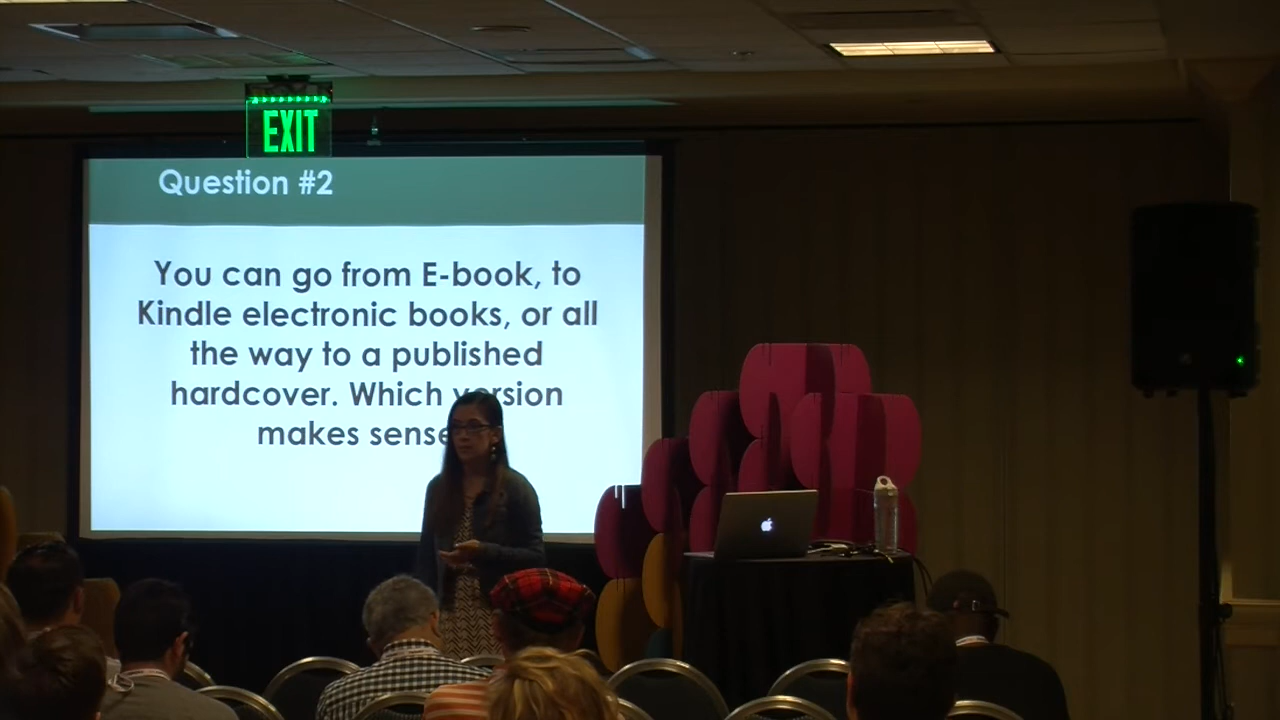 EXIT
Question #2
You can go from E-book, to
Kindle electronic books, or all
the way to a published
hardcover. Which version
makes sense